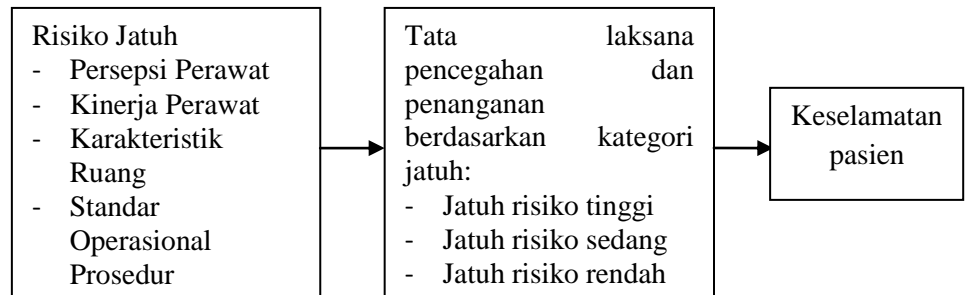 Risiko Jatuh
- Persepsi Perawat
- Kinerja Perawat
- Karakteristik
Ruang
- Standar
Operasional
Prosedur
Tata laksana
pencegahan dan
penanganan
berdasarkan kategori
jatuh:
- Jatuh risiko tinggi
- Jatuh risiko sedang
- Jatuh risiko rendah
Keselamatan
pasien